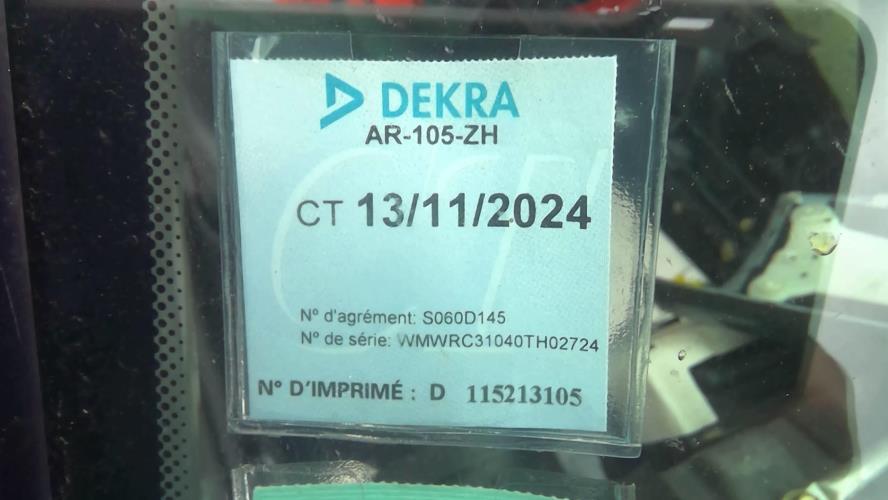 DEKRA
AR-105-ZH
CT 13/11/2024
N° d'agrément: S060D145
N° de série: WMWRC31040TH02724
N° D'IMPRIMÉ : D 115213105